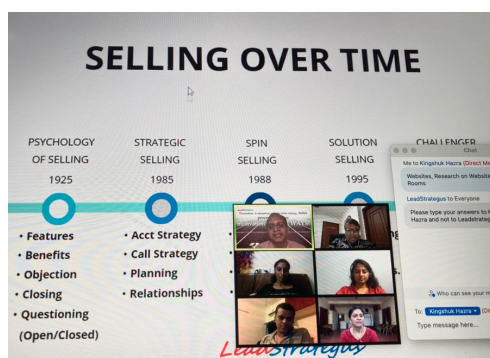 SELLING OVER TIME
PSYCHOLOGY
OF SELLING
1925
STRATEGIC
SELLING
1985
SPIN
SELLING
1988
SOLUTION
SELLING
1995
CHALLENGER
• Features
• Benefits
• Objection
• Closing
• Questioning
(Open/Closed)
• Acct Strategy
• Call Strategy
• Planning
• Relationships
LeadStrategus
Chat
Me to Kingshuk Hazra (Direct Me
Websites, Research on Website
Rooms
LeadStrategus to Everyone
Please type your answers to
Hazra and not to Leadstrateg
Who can see your m
To: Kingshuk Hazra
Type message here...